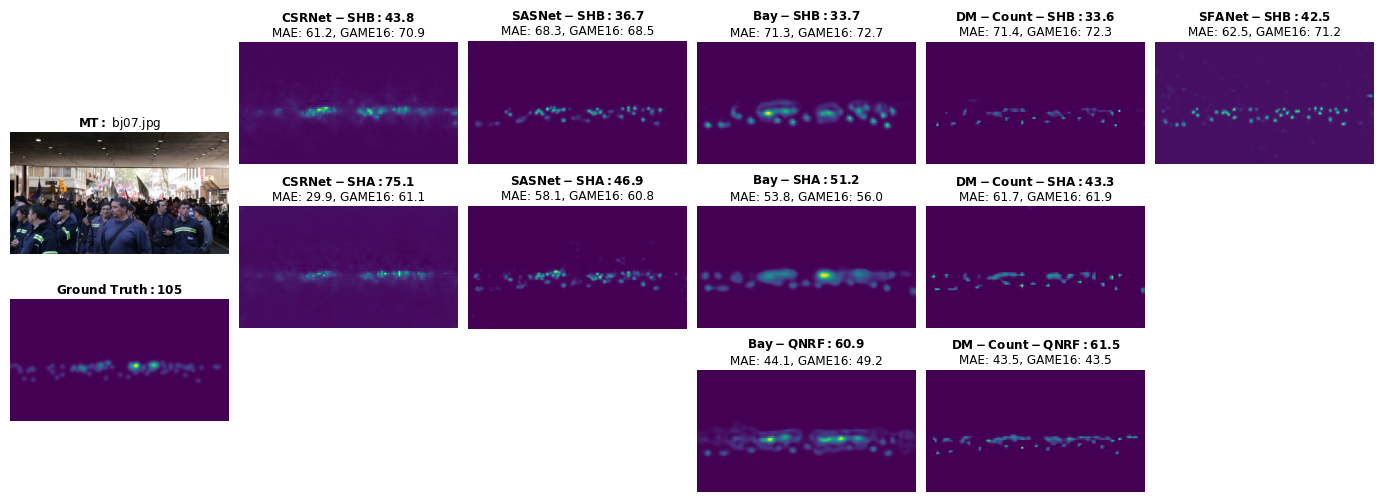 MT: bj07.jpg
Ground Truth: 105
CSRNet-SHB: 43.8
MAE: 61.2, GAME16: 70.9
SASNet-SHB: 36.7
MAE: 68.3, GAME16: 68.5
Bay-SHB: 33.7
MAE: 71.3, GAME16: 72.7
DM-Count-SHB: 33.6
MAE: 71.4, GAME16: 72.3
SFANet-SHB: 42.5
MAE: 62.5, GAME16: 71.2
CSRNet-SHA: 75.1
MAE: 29.9, GAME16: 61.1
SASNet-SHA: 46.9
MAE: 58.1, GAME16: 60.8
Bay-SHA: 51.2
MAE: 53.8, GAME16: 56.0
DM-Count-SHA: 43.3
MAE: 61.7, GAME16: 61.9
Bay-QNRF: 60.9
MAE: 44.1, GAME16: 49.2
DM-Count-QNRF: 61.5
MAE: 43.5, GAME16: 43.5